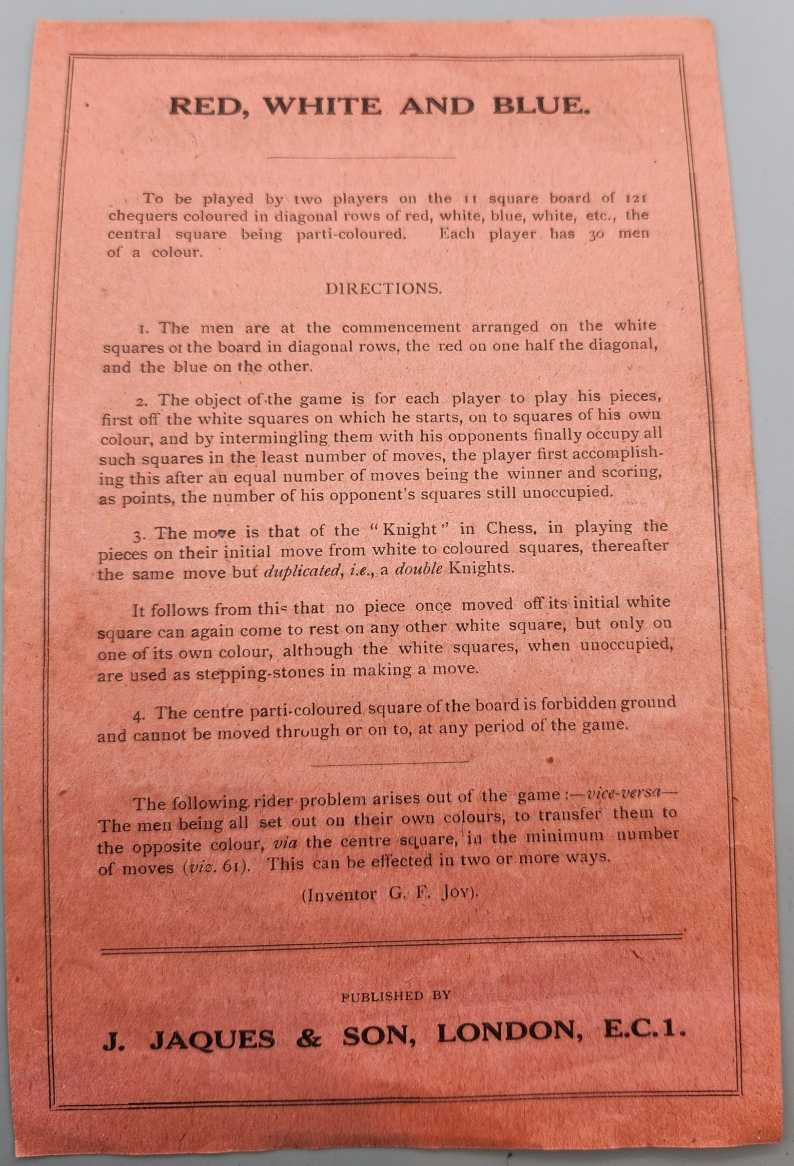 RED, WHITE AND BLUE.
To be played by two players on the 11 square board of 121
chequers coloured in diagonal rows of red, white, blue, white, etc., the
central square being parti-coloured. Each player has 30 men
of a colour.
DIRECTIONS.
1. The men are at the commencement arranged on the white
squares of the board in diagonal rows, the red on one half the diagonal,
and the blue on the other.
2. The object of the game is for each player to play his pieces,
first off the white squares on which he starts, on to squares of his own
colour, and by intermingling them with his opponents finally occupy all
such squares in the least number of moves, the player first accomplish-
ing this after an equal number of moves being the winner and scoring,
as points, the number of his opponent's squares still unoccupied.
3. The move is that of the "Knight" in Chess, in playing the
pieces on their initial move from white to coloured squares, thereafter
the same move but duplicated, i.e., a double Knights.
It follows from this that no piece once moved off its initial white
square can again come to rest on any other white square, but only on
one of its own colour, although the white squares, when unoccupied,
are used as stepping-stones in making a move.
4. The centre parti-coloured square of the board is forbidden ground
and cannot be moved through or on to, at any period of the game.
The following rider problem arises out of the game :—vice-versa—
The men being all set out on their own colours, to transfer them to
the opposite colour, via the centre square, in the minimum number
of moves (viz. 61). This can be effected in two or more ways.
(Inventor G. F. Joy).
PUBLISHED BY
J. JAQUES & SON, LONDON, E.C.1.